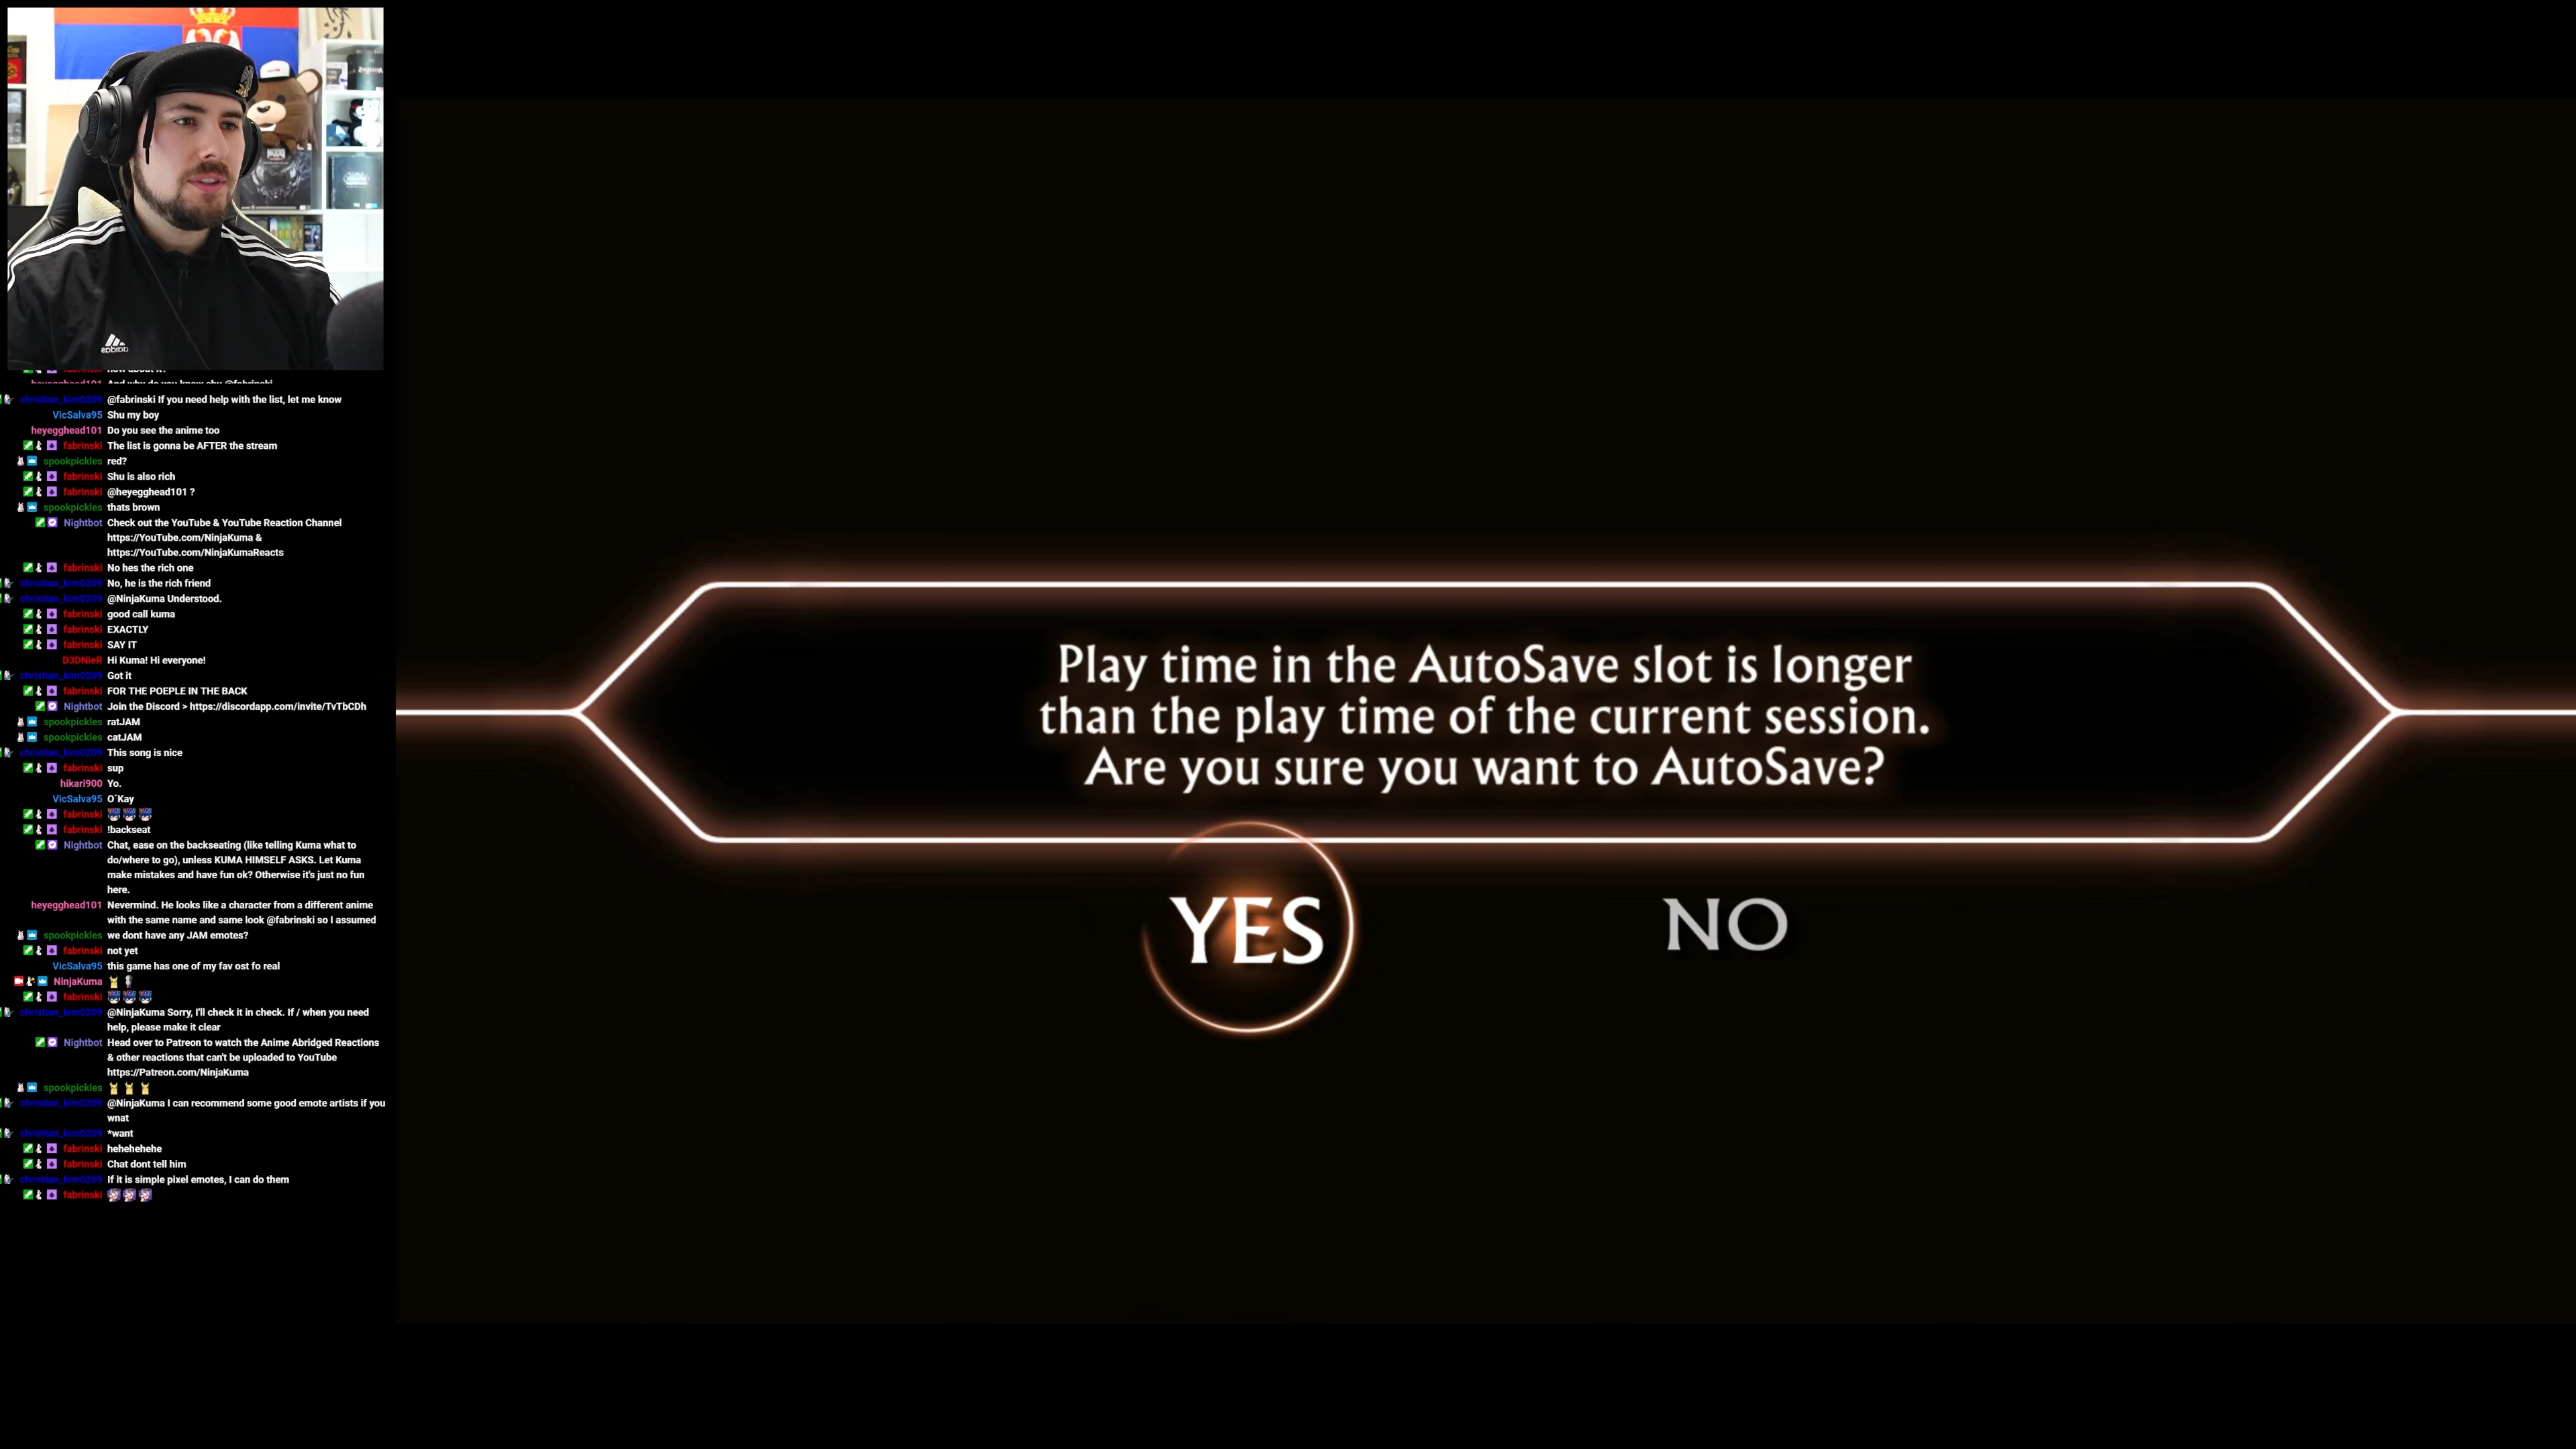 @fabrinski
christian_kim0209 @fabrinski If you need help with the list, let me know
VicSalva95 Shu my boy
heyegghead101 Do you see the anime too
fabrinski The list is gonna be AFTER the stream
spookpickles red?
fabrinski Shu is also rich
fabrinski @heyegghead101 ?
spookpickles thats brown
Nightbot Check out the YouTube & YouTube Reaction Channel
https://YouTube.com/NinjaKuma &
https://YouTube.com/NinjaKumaReacts
fabrinski No hes the rich one
christian_kim0209 No, he is the rich friend
christian_kim0209 @NinjaKuma Understood.
fabrinski good call kuma
fabrinski EXACTLY
fabrinski SAY IT
D3DNieR Hi Kuma! Hi everyone!
christian_kim0209 Got it
fabrinski FOR THE POEPLE IN THE BACK
Nightbot Join the Discord > https://discordapp.com/invite/TvTbCDh
spookpickles ratJAM
spookpickles catJAM
christian_kim0209 This song is nice
fabrinski sup
hikari900 Yo.
VicSalva95 O´Kay
fabrinski
fabrinski !backseat
Nightbot Chat, ease on the backseating (like telling Kuma what to
do/where to go), unless KUMA HIMSELF ASKS. Let Kuma
make mistakes and have fun ok? Otherwise it's just no fun
here.
heyegghead101 Nevermind. He looks like a character from a different anime
with the same name and same look @fabrinski so I assumed
spookpickles we dont have any JAM emotes?
fabrinski not yet
VicSalva95 this game has one of my fav ost fo real
NinjaKuma
fabrinski
christian_kim0209 @NinjaKuma Sorry, I'll check it in check. If / when you need
help, please make it clear
Nightbot Head over to Patreon to watch the Anime Abridged Reactions
& other reactions that can't be uploaded to YouTube
https://Patreon.com/NinjaKuma
spookpickles
christian_kim0209 @NinjaKuma I can recommend some good emote artists if you
wnat
christian_kim0209 *want
fabrinski hehehehehe
fabrinski Chat dont tell him
christian_kim0209 If it is simple pixel emotes, I can do them
fabrinski
adidas
Play time in the AutoSave slot is longer
than the play time of the current session.
Are you sure you want to AutoSave?
YES NO